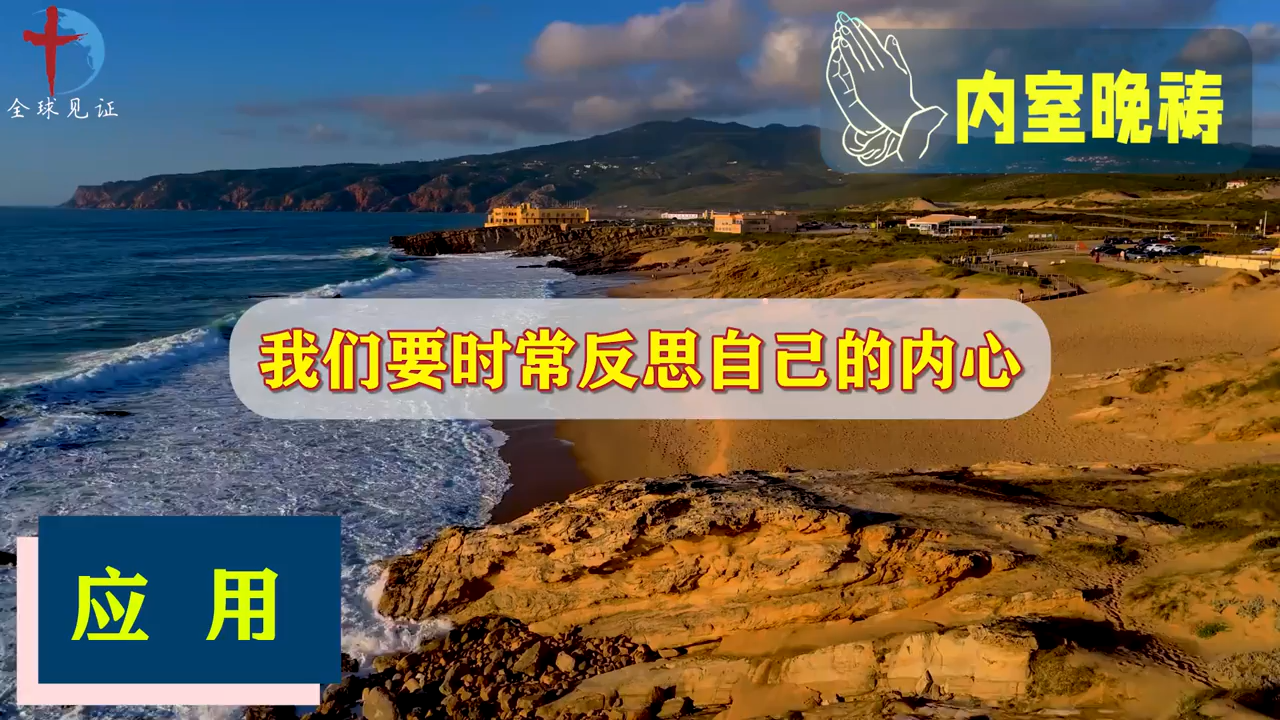 全球见证
内室晚祷
我们要时常反思自己的内心
应 用